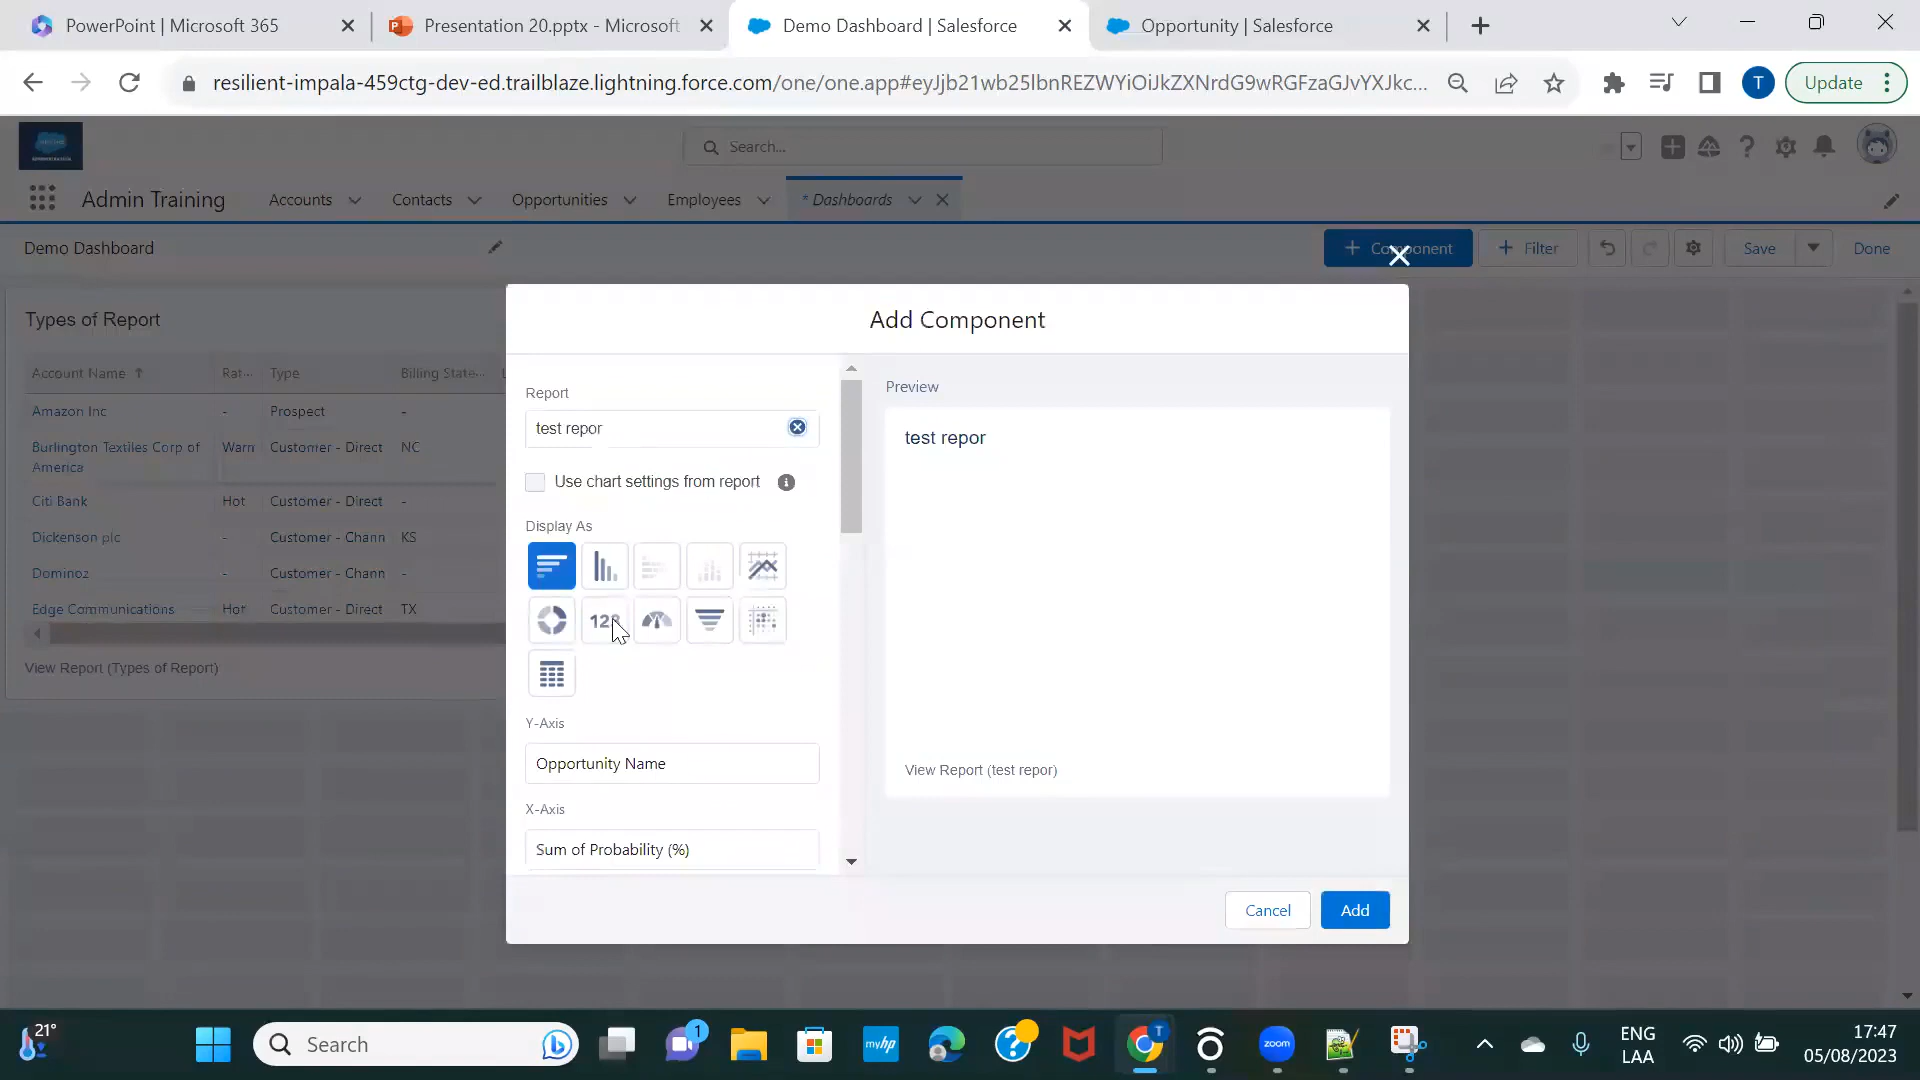 PowerPoint | Microsoft 365
Presentation 20.pptx - Microsoft
Demo Dashboard | Salesforce
Opportunity | Salesforce
resilient-impala-459ctg-dev-ed.trailblaze.lightning.force.com/one/one.app#eyJjb21wb25lbnREZWYiOiJkZXNrdG9wRGFzaGJvYXJkc...
T
Update
Search...
Admin Training
Accounts
Contacts
Opportunities
Employees
* Dashboards
Demo Dashboard
+ Component
+ Filter
Save
Done
Types of Report
Account Name ↑
Rat...
Type
Billing State...
Amazon Inc
-
Prospect
-
Burlington Textiles Corp of
America
Warn
Customer - Direct
NC
Citi Bank
Hot
Customer - Direct
-
Dickenson plc
-
Customer - Chann
KS
Dominoz
-
Customer - Chann
-
Edge Communications
Hot
Customer - Direct
TX
View Report (Types of Report)
Add Component
Report
test repor
Use chart settings from report
Display As
123
Y-Axis
Opportunity Name
X-Axis
Sum of Probability (%)
Preview
test repor
View Report (test repor)
Cancel
Add
21°
Search
1
myhp
T
zoom
ENG
LAA
17:47
05/08/2023